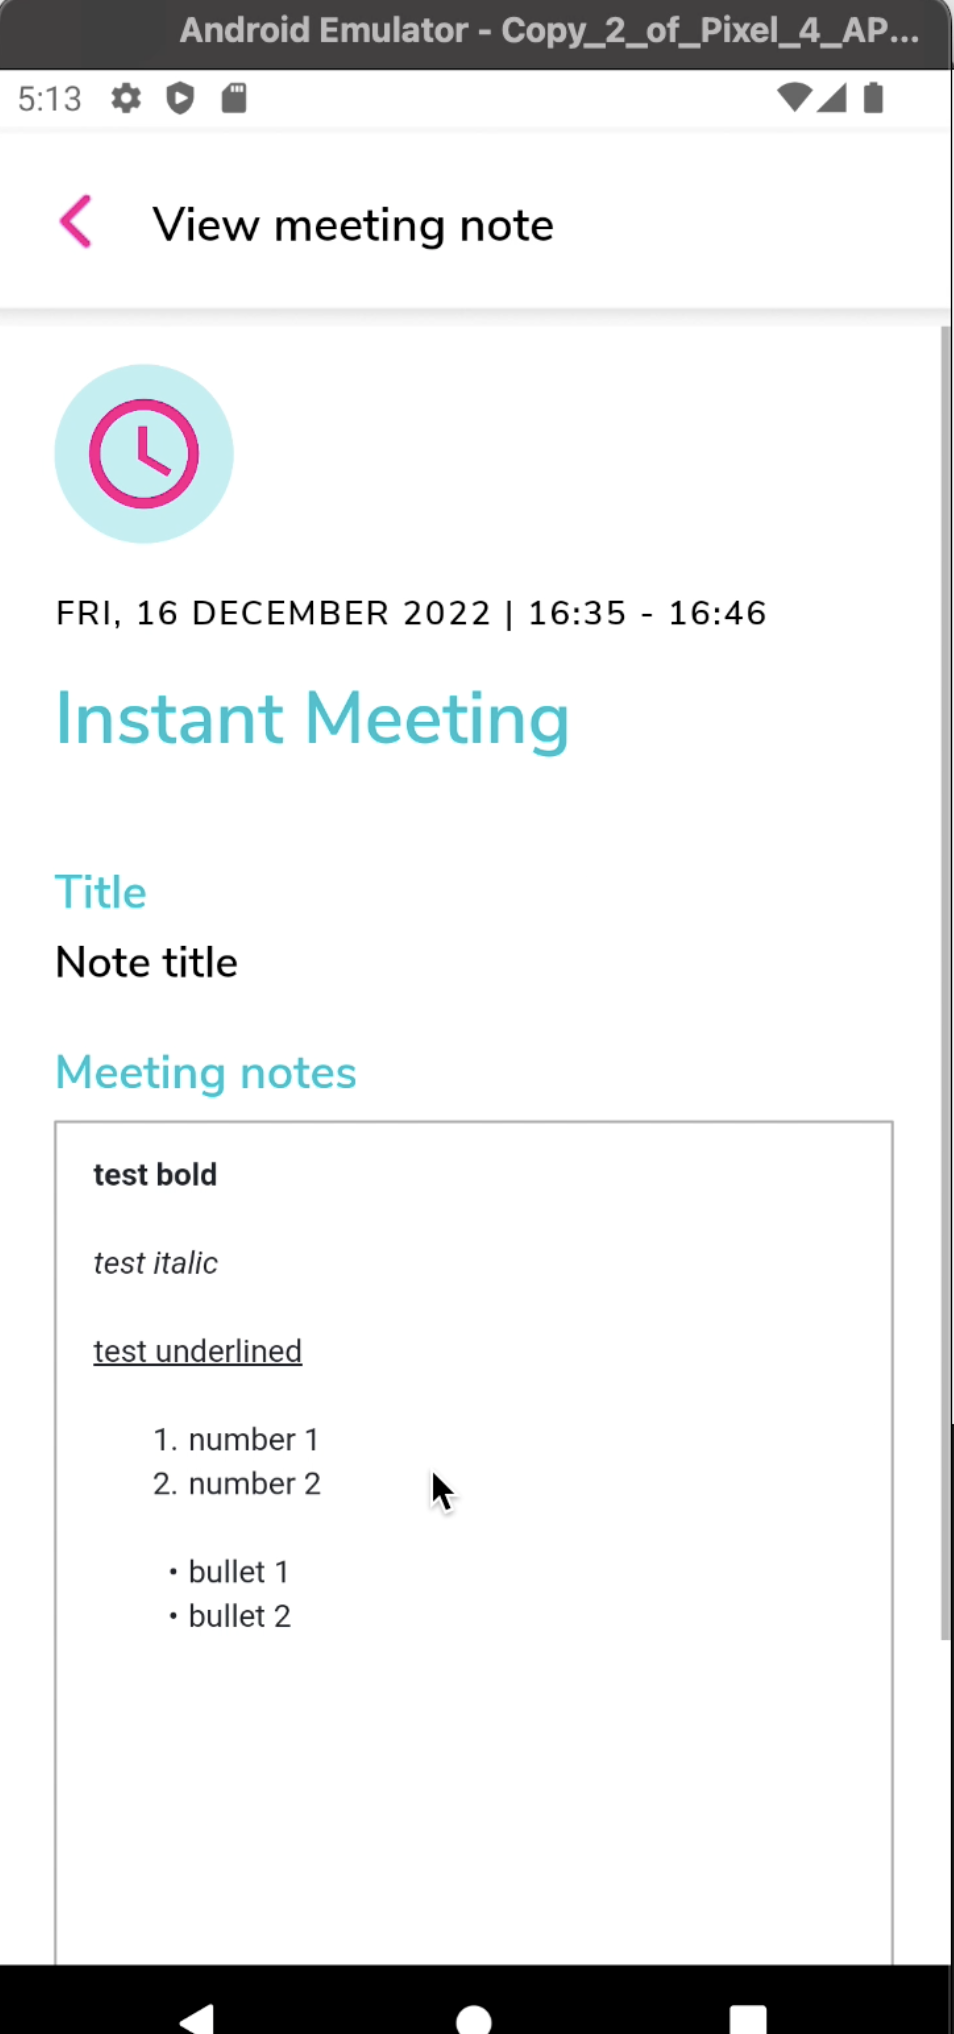 Android Emulator - Copy_2_of_Pixel_4_AP...
5:13
View meeting note
FRI, 16 DECEMBER 2022 | 16:35 - 16:46
Instant Meeting
Title
Note title
Meeting notes
test bold
test italic
test underlined
1. number 1
2. number 2
• bullet 1
• bullet 2